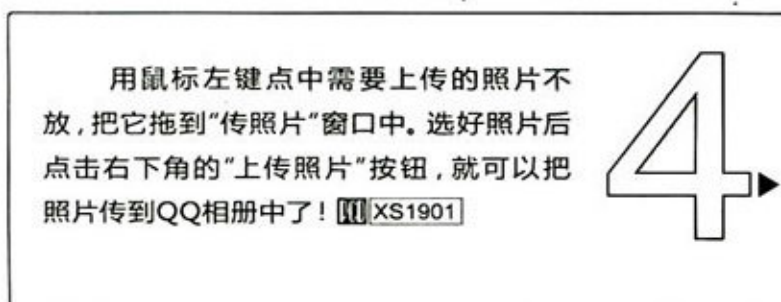 用鼠标左键点中需要上传的照片不
放，把它拖到“传照片”窗口中。选好照片后
点击右下角的“上传照片”按钮，就可以把
照片传到QQ相册中了！XS1901
4